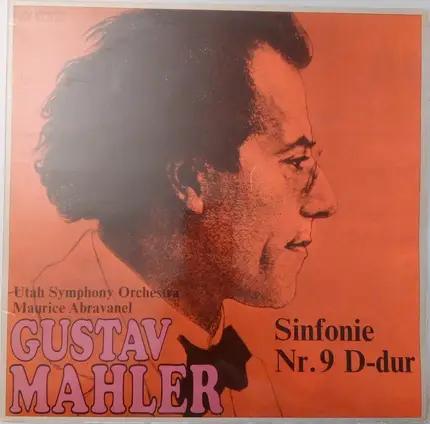 Utah Symphony Orchestra
Maurice Abravanel
GUSTAV
MAHLER
Sinfonie
Nr. 9 D-dur